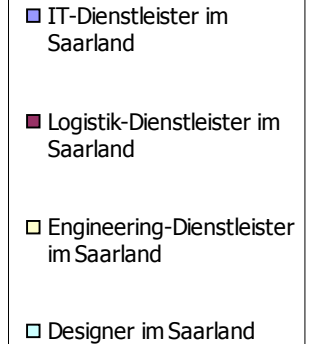 IT-Dienstleister im
Saarland
Logistik-Dienstleister im
Saarland
Engineering-Dienstleister
im Saarland
Designer im Saarland